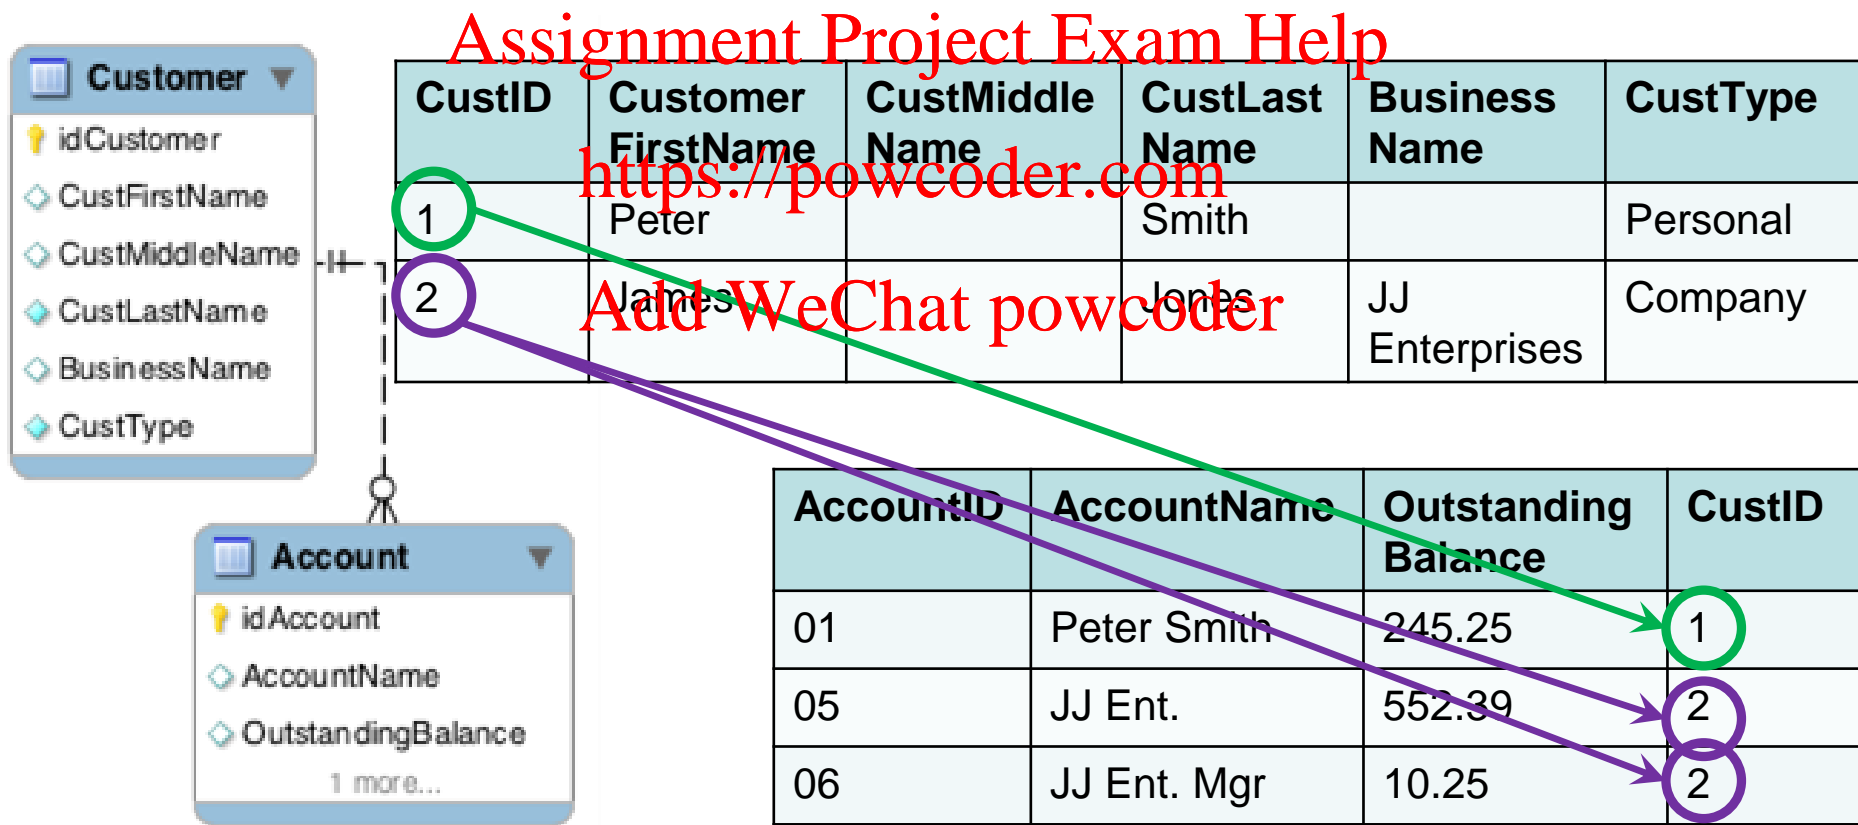 Assignment Project Exam Help
Customer
idCustomer
CustFirstName
CustMiddleName
CustLastName
BusinessName
CustType
CustID Customer FirstName CustMiddle Name CustLast Name Business Name CustType
https://powcoder.com
1 Peter Smith Personal
2 James Jones JJ Enterprises Company
Add WeChat powcoder
Account
idAccount
AccountName
OutstandingBalance
1 more...
AccountID AccountName Outstanding Balance CustID
01 Peter Smith 245.25 1
05 JJ Ent. 552.39 2
06 JJ Ent. Mgr 10.25 2